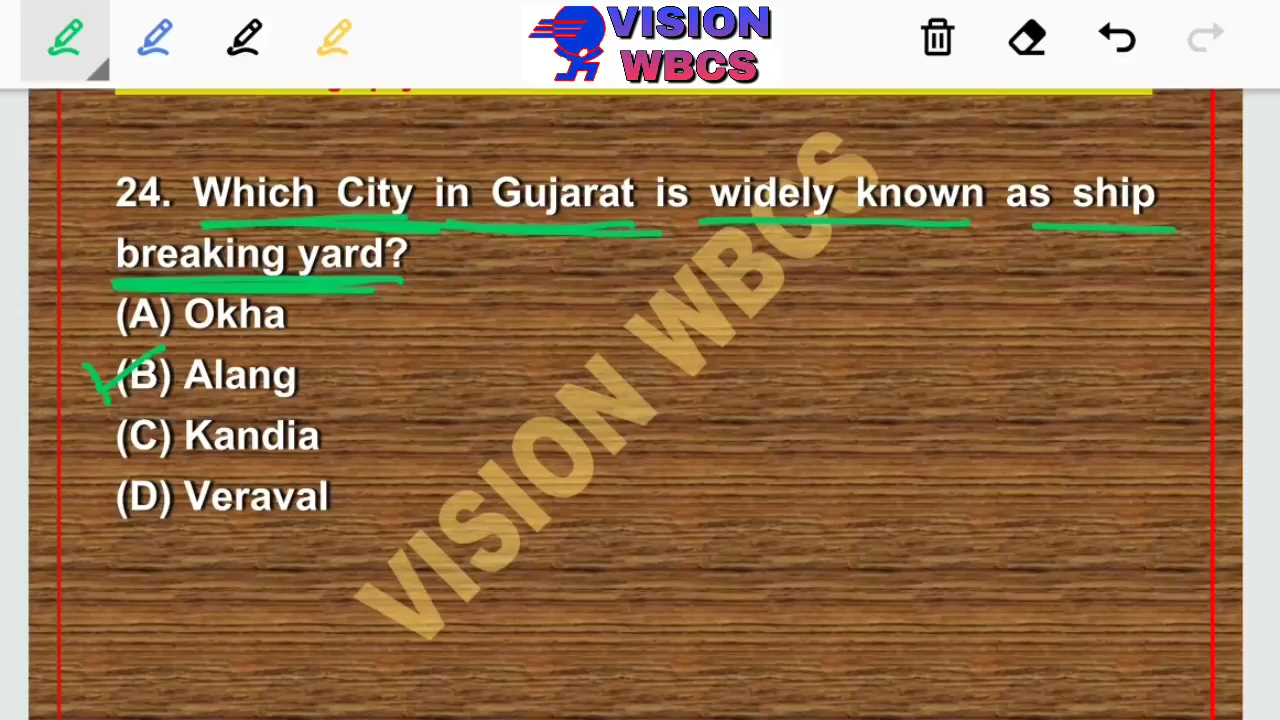 VISION
WBCS
24. Which City in Gujarat is widely known as ship
breaking yard?
(A) Okha
(B) Alang
(C) Kandia
(D) Veraval
VISION WBCS